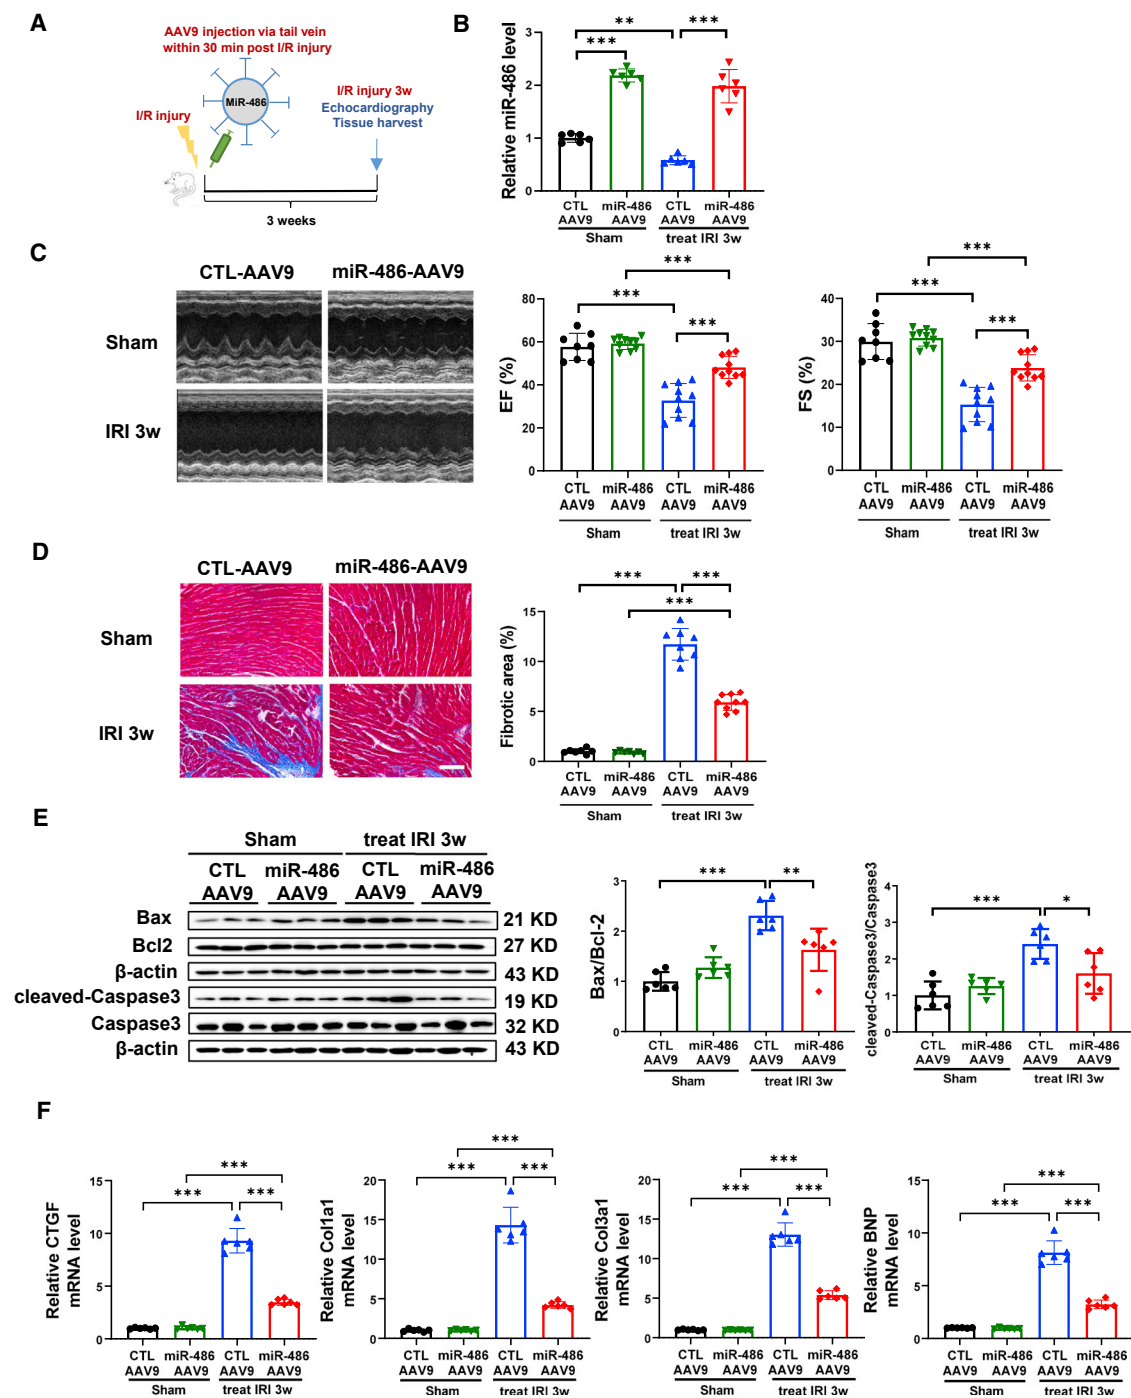 A
AAV9 injection via tail vein
within 30 min post I/R injury
MiR-486
I/R injury
I/R injury 3w
Echocardiography
Tissue harvest
3 weeks
B
Relative miR-486 level
3
2
1
0
**
***
***
CTL miR-486 CTL miR-486
AAV9 AAV9 AAV9 AAV9
Sham treat IRI 3w
C
CTL-AAV9 miR-486-AAV9
Sham
IRI 3w
EF (%)
80
60
40
20
0
***
***
***
CTL miR-486 CTL miR-486
AAV9 AAV9 AAV9 AAV9
Sham treat IRI 3w
FS (%)
40
30
20
10
0
***
***
***
CTL miR-486 CTL miR-486
AAV9 AAV9 AAV9 AAV9
Sham treat IRI 3w
D
CTL-AAV9 miR-486-AAV9
Sham
IRI 3w
Fibrotic area (%)
15
10
5
0
*** ***
***
CTL miR-486 CTL miR-486
AAV9 AAV9 AAV9 AAV9
Sham treat IRI 3w
E
Sham treat IRI 3w
CTL miR-486 CTL miR-486
AAV9 AAV9 AAV9 AAV9
Bax 21 KD
Bcl2 27 KD
β-actin 43 KD
cleaved-Caspase3 19 KD
Caspase3 32 KD
β-actin 43 KD
Bax/Bcl-2
3
2
1
0
*** **
CTL miR-486 CTL miR-486
AAV9 AAV9 AAV9 AAV9
Sham treat IRI 3w
cleaved-Caspase3/Caspase3
4
3
2
1
0
*** *
CTL miR-486 CTL miR-486
AAV9 AAV9 AAV9 AAV9
Sham treat IRI 3w
F
Relative CTGF
mRNA level
15
10
5
0
***
*** ***
CTL miR-486 CTL miR-486
AAV9 AAV9 AAV9 AAV9
Sham treat IRI 3w
Relative Col1a1
mRNA level
20
15
10
5
0
***
*** ***
CTL miR-486 CTL miR-486
AAV9 AAV9 AAV9 AAV9
Sham treat IRI 3w
Relative Col3a1
mRNA level
20
15
10
5
0
***
*** ***
CTL miR-486 CTL miR-486
AAV9 AAV9 AAV9 AAV9
Sham treat IRI 3w
Relative BNP
mRNA level
15
10
5
0
***
*** ***
CTL miR-486 CTL miR-486
AAV9 AAV9 AAV9 AAV9
Sham treat IRI 3w